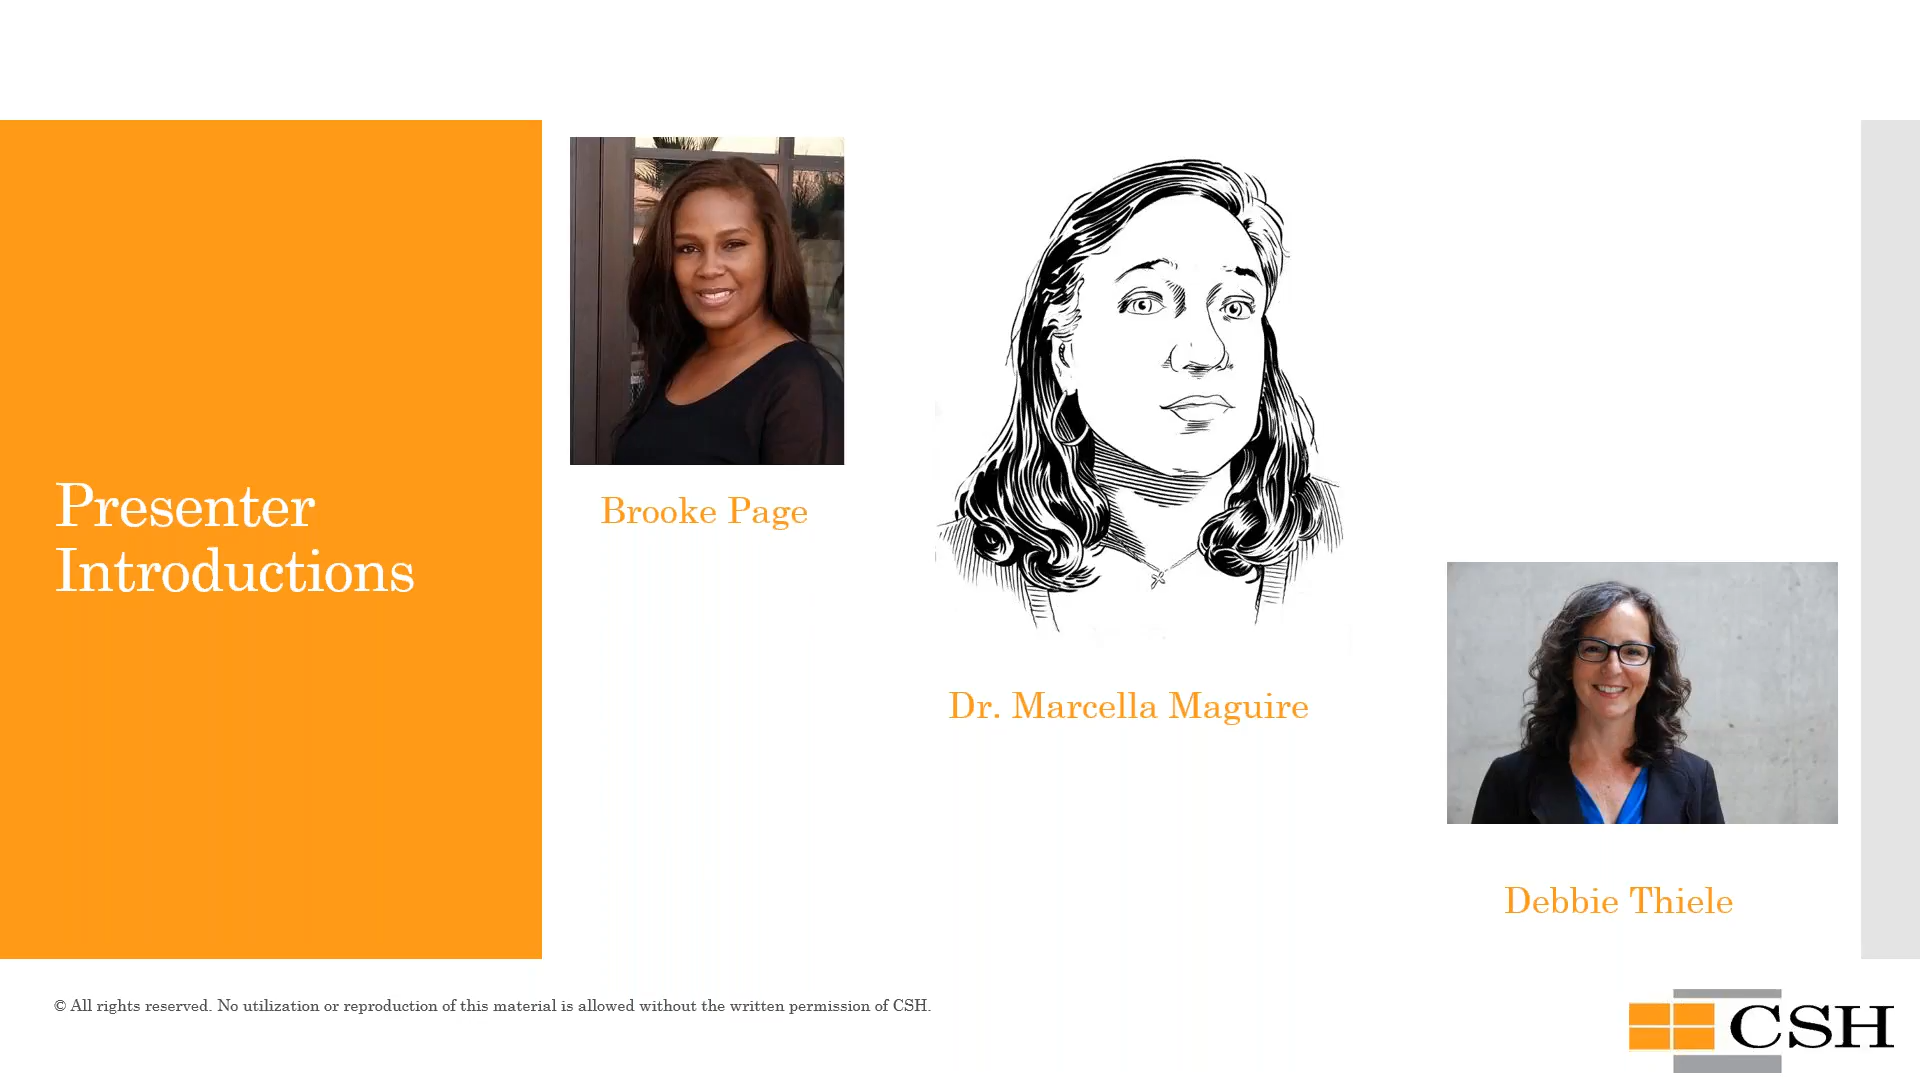 Presenter
Introductions
Brooke Page
Dr. Marcella Maguire
Debbie Thiele
© All rights reserved. No utilization or reproduction of this material is allowed without the written permission of CSH.
CSH